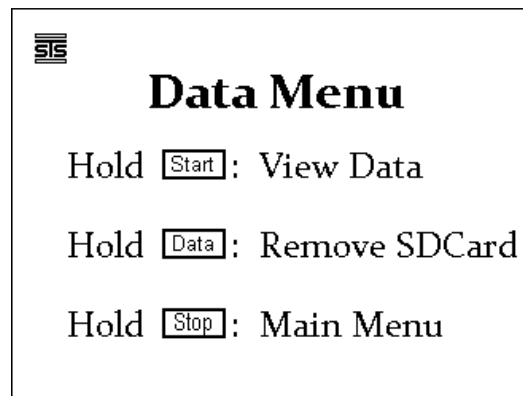 STS
Data Menu
Hold Start : View Data
Hold Data : Remove SDCard
Hold Stop : Main Menu